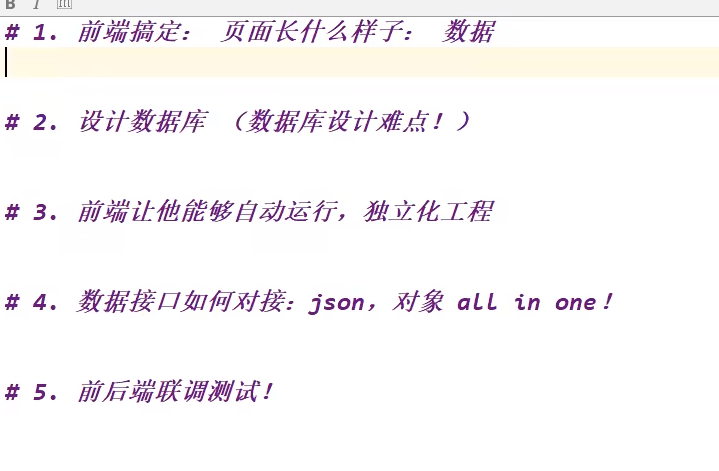 # 1. 前端搞定： 页面长什么样子： 数据
# 2. 设计数据库 （数据库设计难点！）
# 3. 前端让他能够自动运行，独立化工程
# 4. 数据接口如何对接：json，对象 all in one！
# 5. 前后端联调测试！